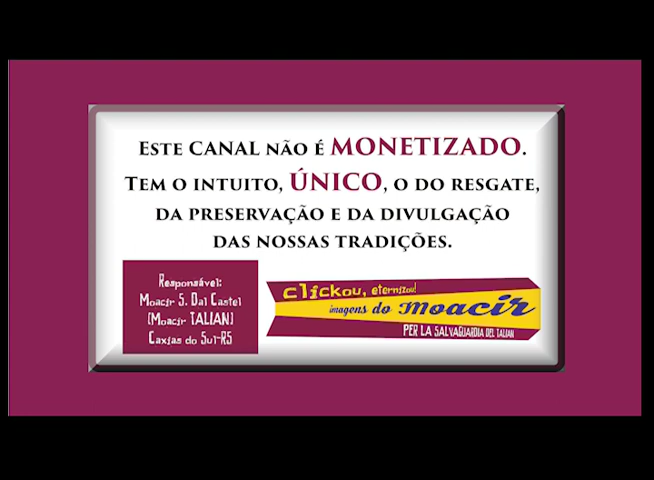 ESTE CANAL NÃO É MONETIZADO.
TEM O INTUITO, ÚNICO, O DO RESGATE,
DA PRESERVAÇÃO E DA DIVULGAÇÃO
DAS NOSSAS TRADIÇÕES.
Responsável:
Moacir S. Dal Castel
(Moacir TALIAN)
Caxias do Sul-RS
clickou, eternizou!
imagens do Moacir
PER LA SALVAGUARDIA DEL TALIAN